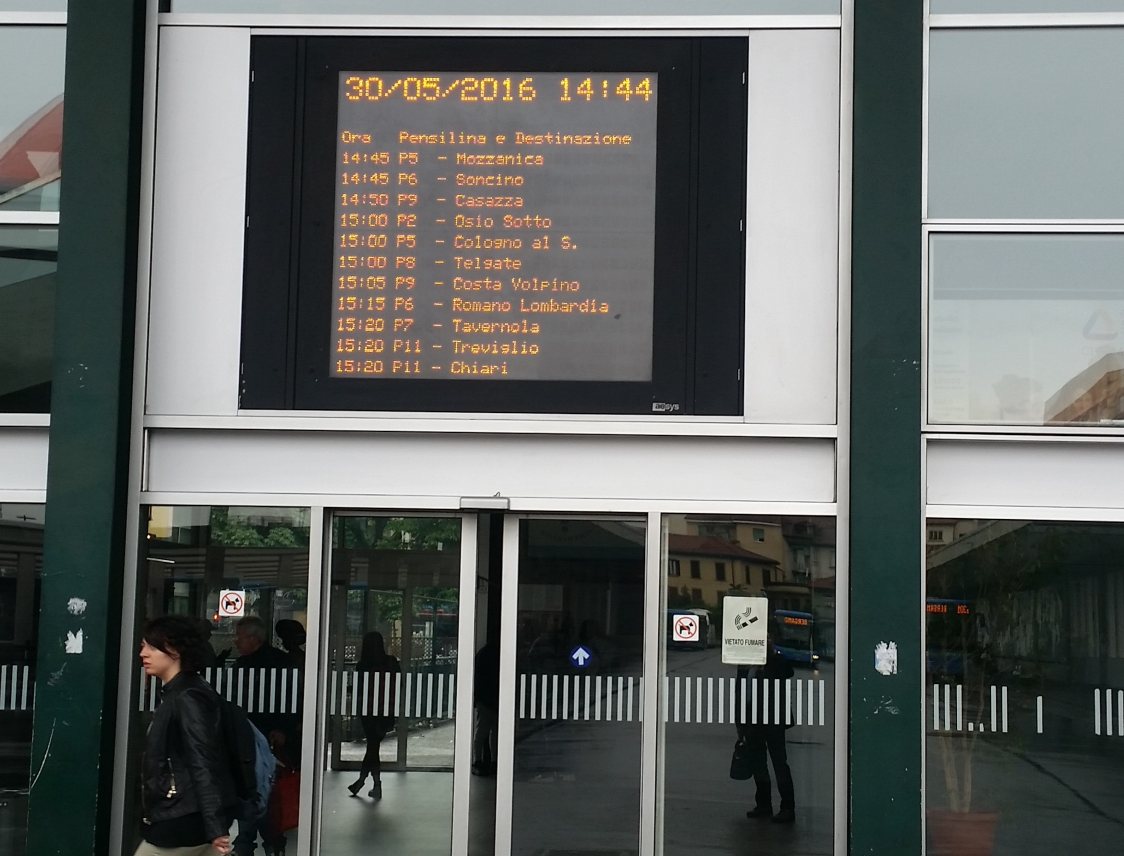 30/05/2016 14:44
Ora Pensilina e Destinazione
14:45 P5 - Mozzanica
14:45 P6 - Soncino
14:50 P9 - Casazza
15:00 P2 - Osio Sotto
15:00 P5 - Cologno al S.
15:00 P8 - Telgate
15:05 P9 - Costa Volpino
15:15 P6 - Romano Lombardia
15:20 P7 - Tavernola
15:20 P11 - Treviglio
15:20 P11 - Chiari
aesys
VIETATO FUMARE
BERGAMO